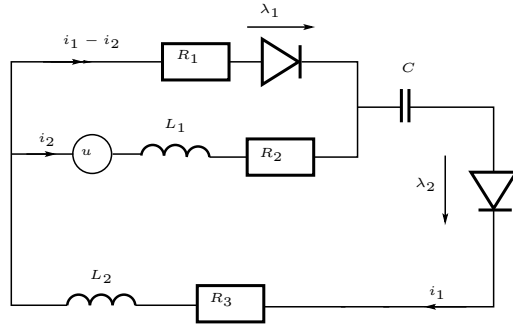 λ₁
i₁ − i₂
R₁
C
L₁
i₂
u
R₂
λ₂
L₂
R₃
i₁